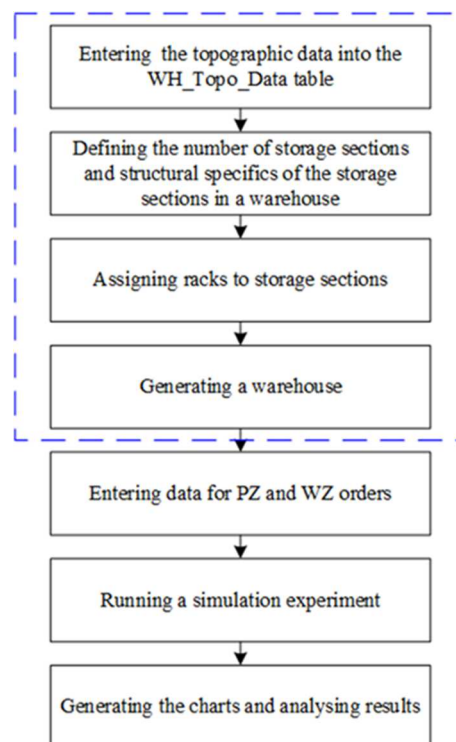 Entering the topographic data into the
WH_Topo_Data table
Defining the number of storage sections
and structural specifics of the storage
sections in a warehouse
Assigning racks to storage sections
Generating a warehouse
Entering data for PZ and WZ orders
Running a simulation experiment
Generating the charts and analysing results